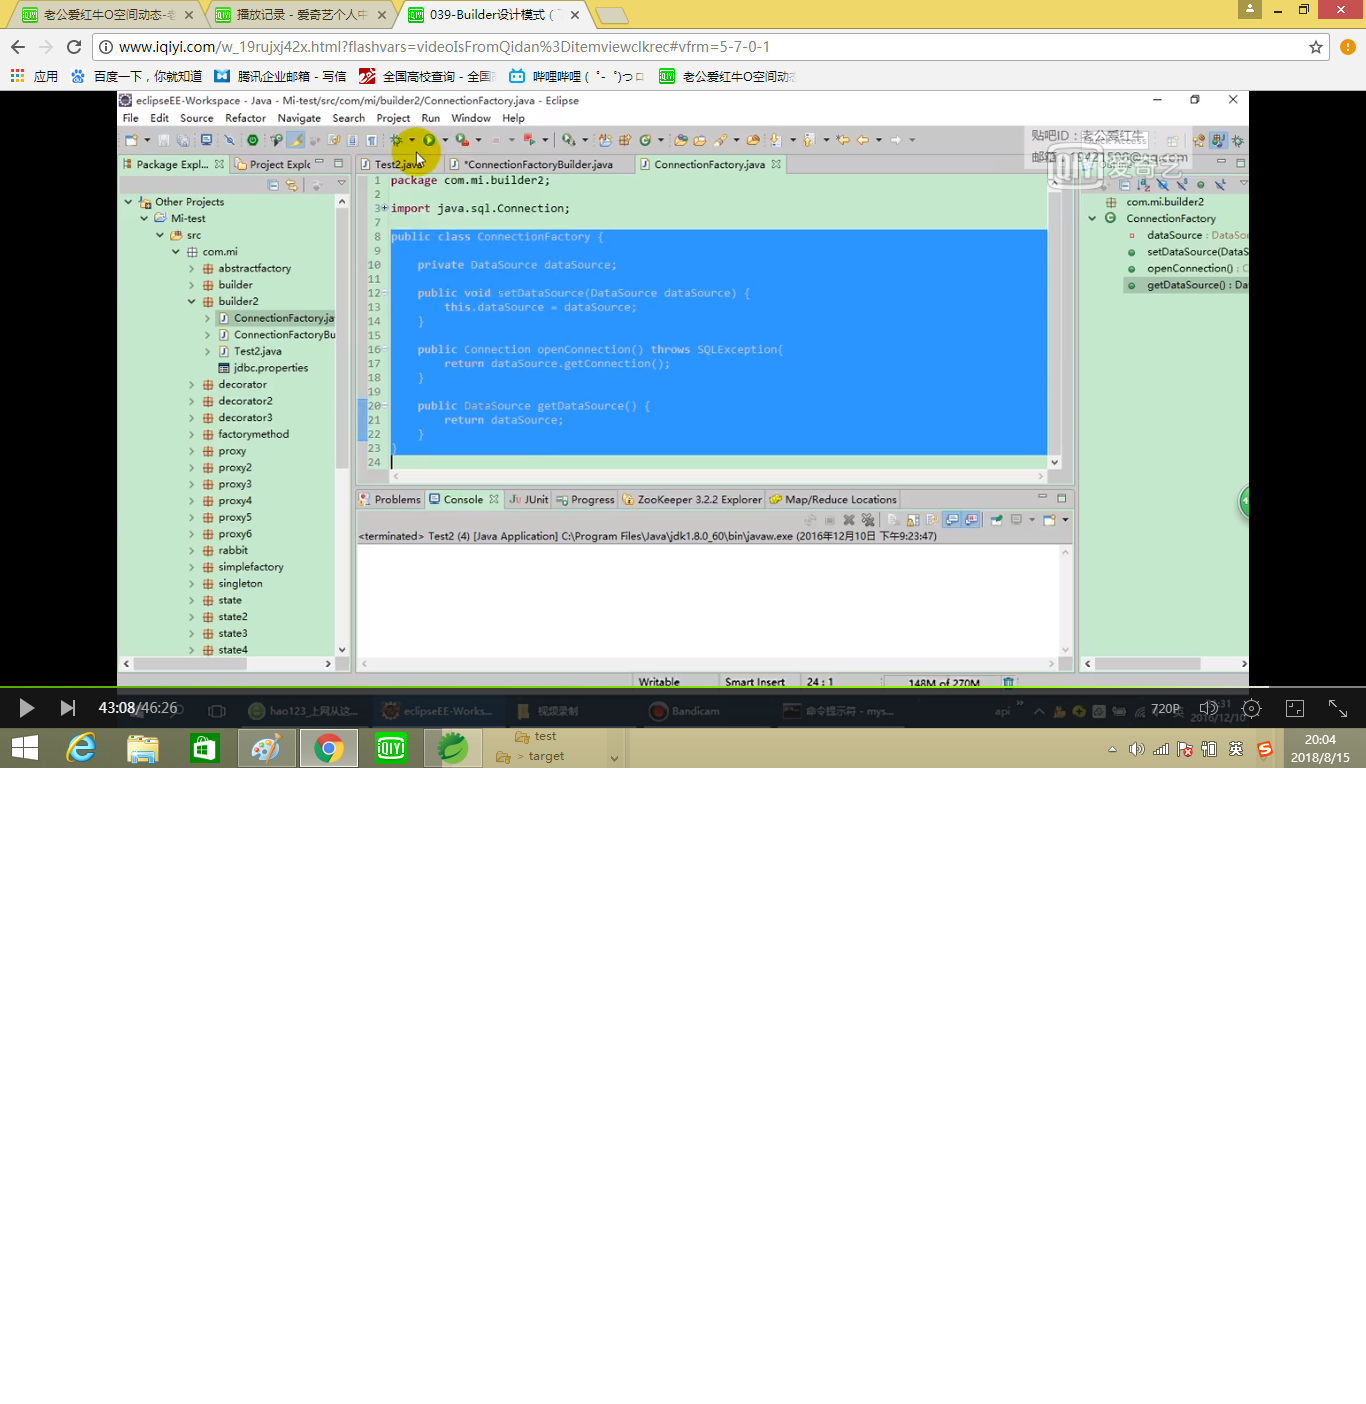 老公爱红牛O空间动态-老
播放记录 - 爱奇艺个人中
039-Builder设计模式（
www.iqiyi.com/w_19rujxj42x.html?flashvars=videoIsFromQidan%3Ditemviewclkrec#vfrm=5-7-0-1
应用
百度一下，你就知道
腾讯企业邮箱 - 写信
全国高校查询 - 全国
哔哩哔哩 ( ゜- ゜)つロ
老公爱红牛O空间动态
eclipseEE-Workspace - Java - Mi-test/src/com/mi/builder2/ConnectionFactory.java - Eclipse
File Edit Source Refactor Navigate Search Project Run Window Help
贴吧ID：老公爱红牛
Quick Access
QIYI 爱奇艺
Package Expl...
Project Explo
Test2.java
*ConnectionFactoryBuilder.java
ConnectionFactory.java
Other Projects
Mi-test
src
com.mi
abstractfactory
builder
builder2
ConnectionFactory.ja
ConnectionFactoryBu
Test2.java
jdbc.properties
decorator
decorator2
decorator3
factorymethod
proxy
proxy2
proxy3
proxy4
proxy5
proxy6
rabbit
simplefactory
singleton
state
state2
state3
state4
1 package com.mi.builder2;
2
3 import java.sql.Connection;
7
8 public class ConnectionFactory {
9
10 private DataSource dataSource;
11
12 public void setDataSource(DataSource dataSource) {
13 this.dataSource = dataSource;
14 }
15
16 public Connection openConnection() throws SQLException{
17 return dataSource.getConnection();
18 }
19
20 public DataSource getDataSource() {
21 return dataSource;
22 }
23 }
24
com.mi.builder2
ConnectionFactory
dataSource : DataSo
setDataSource(DataS
openConnection() : C
getDataSource() : Da
Problems
Console
JUnit
Progress
ZooKeeper 3.2.2 Explorer
Map/Reduce Locations
<terminated> Test2 (4) [Java Application] C:\Program Files\Java\jdk1.8.0_60\bin\javaw.exe (2016年12月10日 下午9:23:47)
Writable
Smart Insert
24 : 1
148M of 270M
43:08/46:26
hao123_上网从这...
eclipseEE-Works...
视频录制
Bandicam
命令提示符 - mys...
api
720P
2016/12/10
QIYI
test
> target
英
20:04
2018/8/15